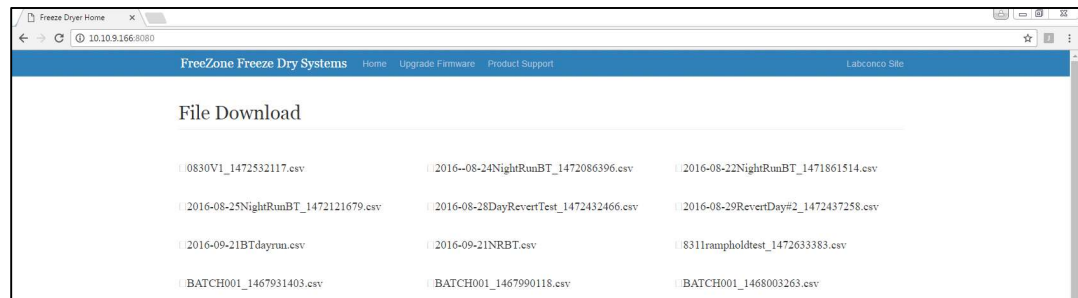 Freeze Dryer Home
10.10.9.166:8080
FreeZone Freeze Dry Systems Home Upgrade Firmware Product Support Labconco Site
File Download
0830V1_1472532117.csv 2016--08-24NightRunBT_1472086396.csv 2016-08-22NightRunBT_1471861514.csv
2016-08-25NightRunBT_1472121679.csv 2016-08-28DayRevertTest_1472432466.csv 2016-08-29RevertDay#2_1472437258.csv
2016-09-21BTdayrun.csv 2016-09-21NRBT.csv 8311rampholdtest_1472633383.csv
BATCH001_1467931403.csv BATCH001_1467990118.csv BATCH001_1468003263.csv